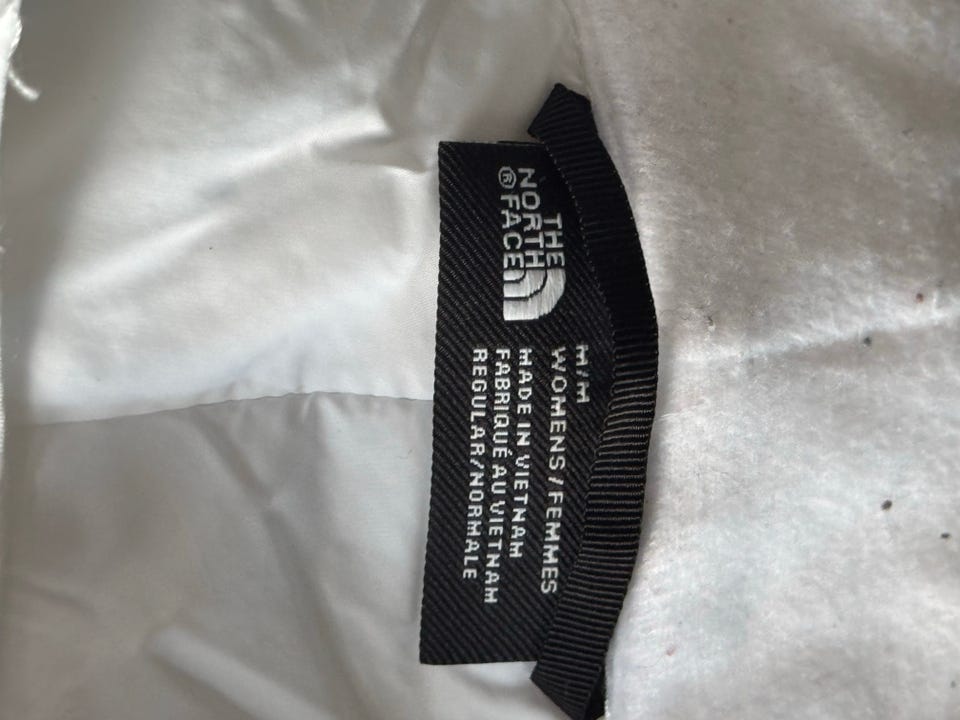 THE
NORTH
FACE
®
M/M
WOMENS/FEMMES
MADE IN VIETNAM
FABRIQUÉ AU VIETNAM
REGULAR/NORMALE